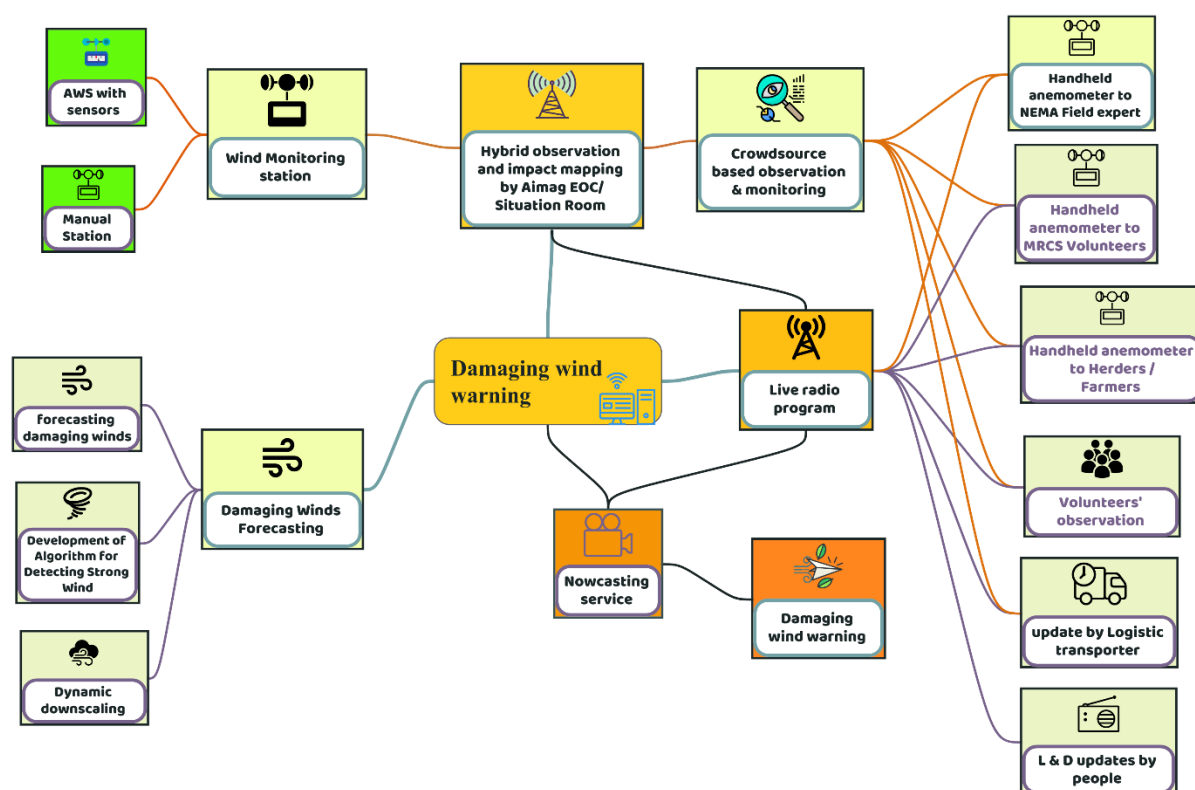 AWS with
sensors
Manual
Station
Wind Monitoring
station
Hybrid observation
and impact mapping
by Aimag EOC/
Situation Room
Crowdsource
based observation
& monitoring
Handheld
anemometer to
NEMA Field expert
Handheld
anemometer to
MRCS Volunteers
Handheld anemometer
to Herders /
Farmers
Volunteers'
observation
update by Logistic
transporter
L & D updates by
people
Live radio
program
Damaging wind
warning
forecasting
damaging winds
Development of
Algorithm for
Detecting Strong
Wind
Dynamic
downscaling
Damaging Winds
Forecasting
Nowcasting
service
Damaging
wind warning